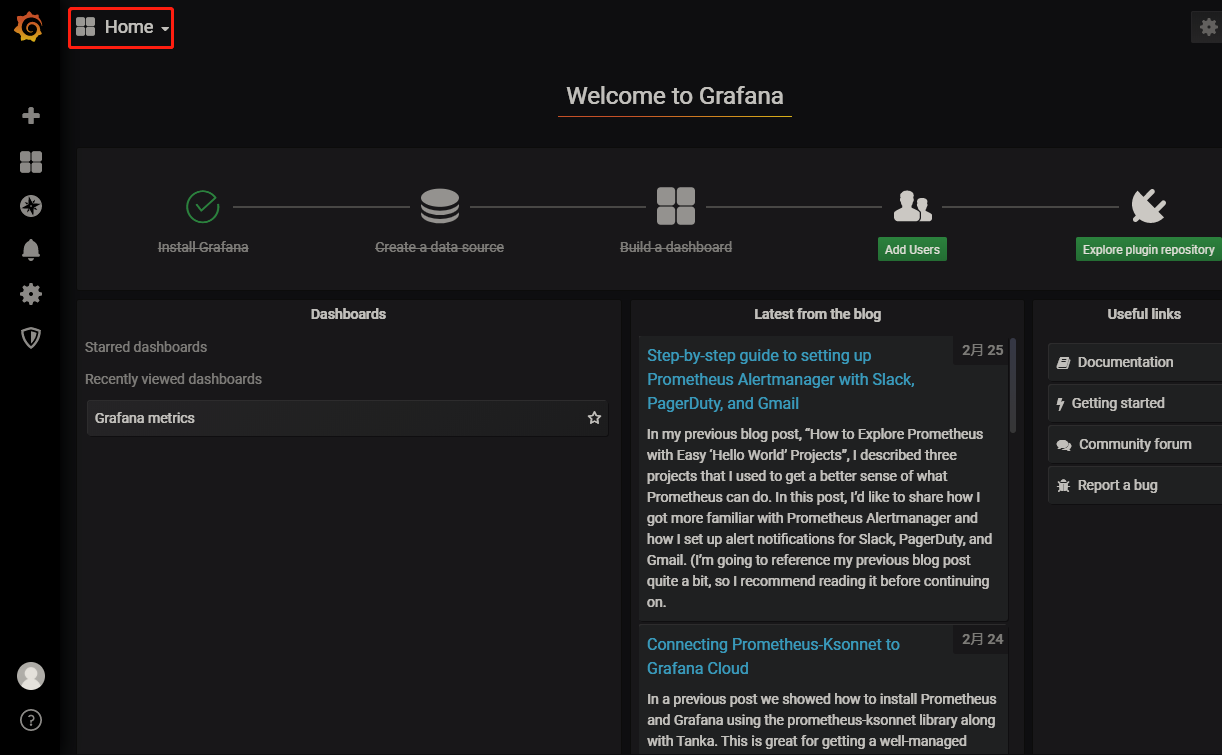 Home
Welcome to Grafana
Install Grafana
Create a data source
Build a dashboard
Add Users
Explore plugin repository
Dashboards
Starred dashboards
Recently viewed dashboards
Grafana metrics
Latest from the blog
Step-by-step guide to setting up
2月 25
Prometheus Alertmanager with Slack,
PagerDuty, and Gmail
In my previous blog post, “How to Explore Prometheus
with Easy ‘Hello World’ Projects”, I described three
projects that I used to get a better sense of what
Prometheus can do. In this post, I’d like to share how I
got more familiar with Prometheus Alertmanager and
how I set up alert notifications for Slack, PagerDuty, and
Gmail. (I’m going to reference my previous blog post
quite a bit, so I recommend reading it before continuing
on.
Connecting Prometheus-Ksonnet to
2月 24
Grafana Cloud
In a previous post we showed how to install Prometheus
and Grafana using the prometheus-ksonnet library along
with Tanka. This is great for getting a well-managed
Useful links
Documentation
Getting started
Community forum
Report a bug